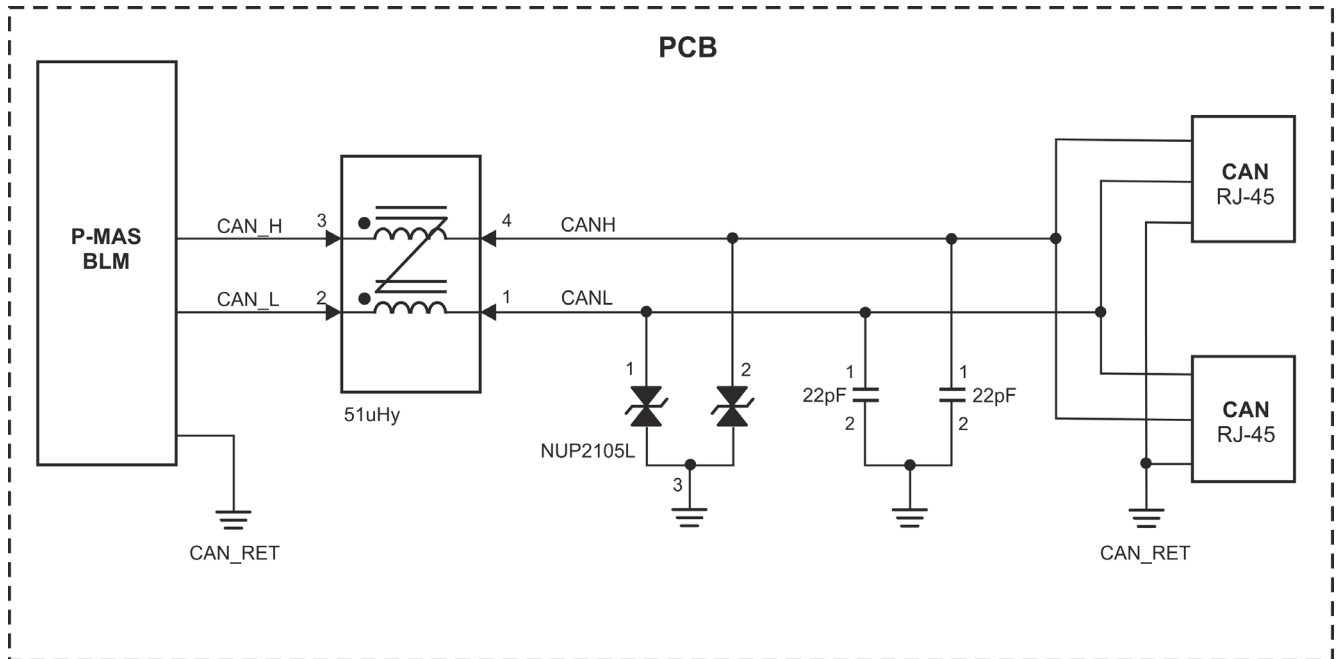 PCB
P-MAS
BLM
CAN_H
3
4
CANH
CAN_L
2
1
CANL
51uHy
1
2
NUP2105L
3
1
22pF
2
1
22pF
2
CAN
RJ-45
CAN
RJ-45
CAN_RET
CAN_RET